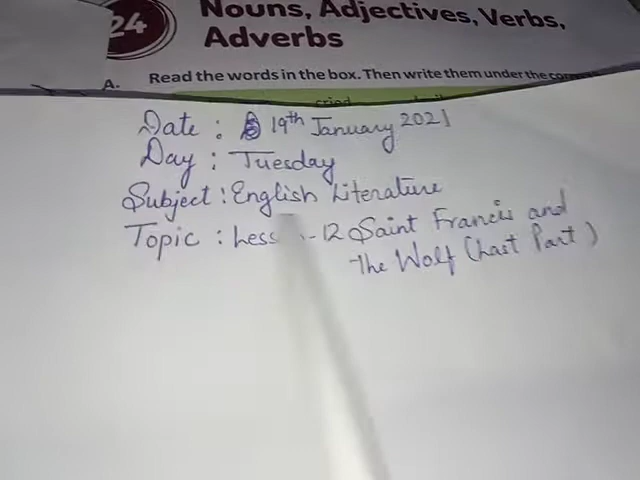 24
Nouns, Adjectives, Verbs,
Adverbs
A. Read the words in the box. Then write them under the
Date : 19th January 2021
Day : Tuesday
Subject : English Literature
Topic : Less -12 Saint Francis and
the Wolf (Last Part)